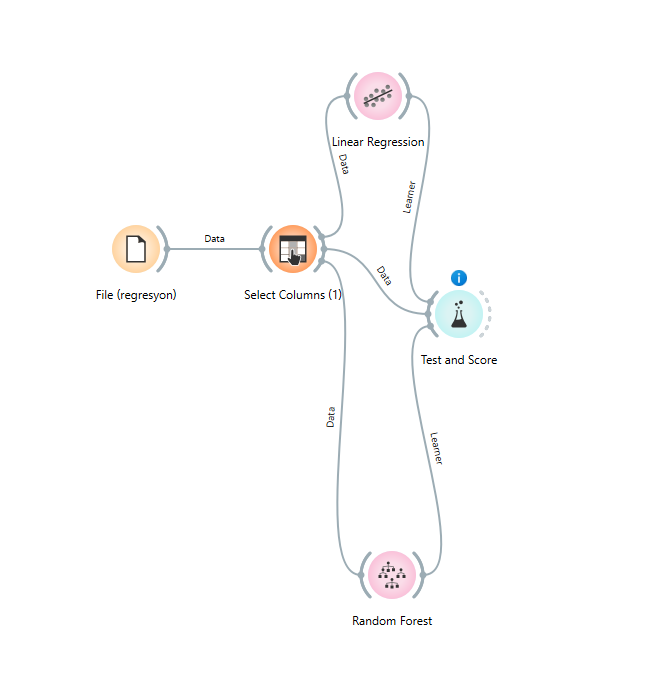 Linear Regression
Data
Learner
Data
File (regresyon)
Select Columns (1)
Data
Test and Score
Data
Learner
Random Forest